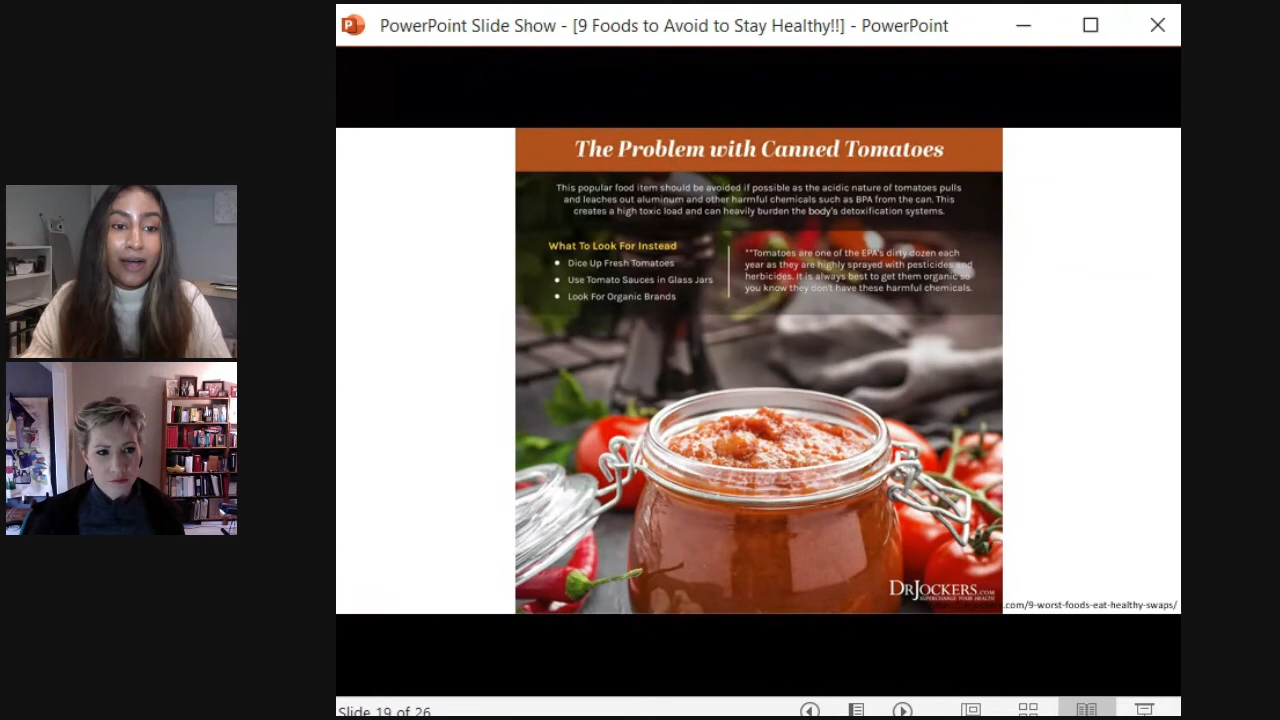 PowerPoint Slide Show - [9 Foods to Avoid to Stay Healthy!!] - PowerPoint
The Problem with Canned Tomatoes
This popular food item should be avoided if possible as the acidic nature of tomatoes pulls
and leaches out aluminum and other harmful chemicals such as BPA from the can. This
creates a high toxic load and can heavily burden the body's detoxification systems.
What To Look For Instead
Dice Up Fresh Tomatoes
Use Tomato Sauces in Glass Jars
Look For Organic Brands
**Tomatoes are one of the EPA's dirty dozen each
year as they are highly sprayed with pesticides and
herbicides. It is always best to get them organic so
you know they don't have these harmful chemicals.
DRJOCKERS.COM
SUPERCHARGE YOUR HEALTH
.com/9-worst-foods-eat-healthy-swaps/
Slide 19 of 26